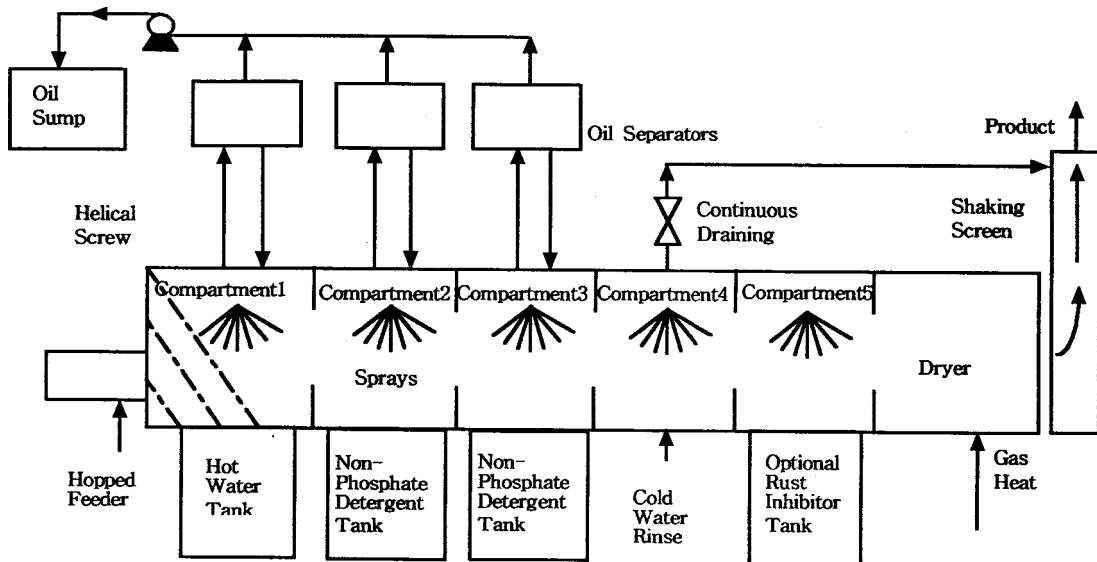 Oil
Sump
Oil Separators
Product
Helical
Screw
Continuous
Draining
Shaking
Screen
Compartment1
Compartment2
Compartment3
Compartment4
Compartment5
Sprays
Dryer
Hopped
Feeder
Hot
Water
Tank
Non-
Phosphate
Detergent
Tank
Non-
Phosphate
Detergent
Tank
Cold
Water
Rinse
Optional
Rust
Inhibitor
Tank
Gas
Heat